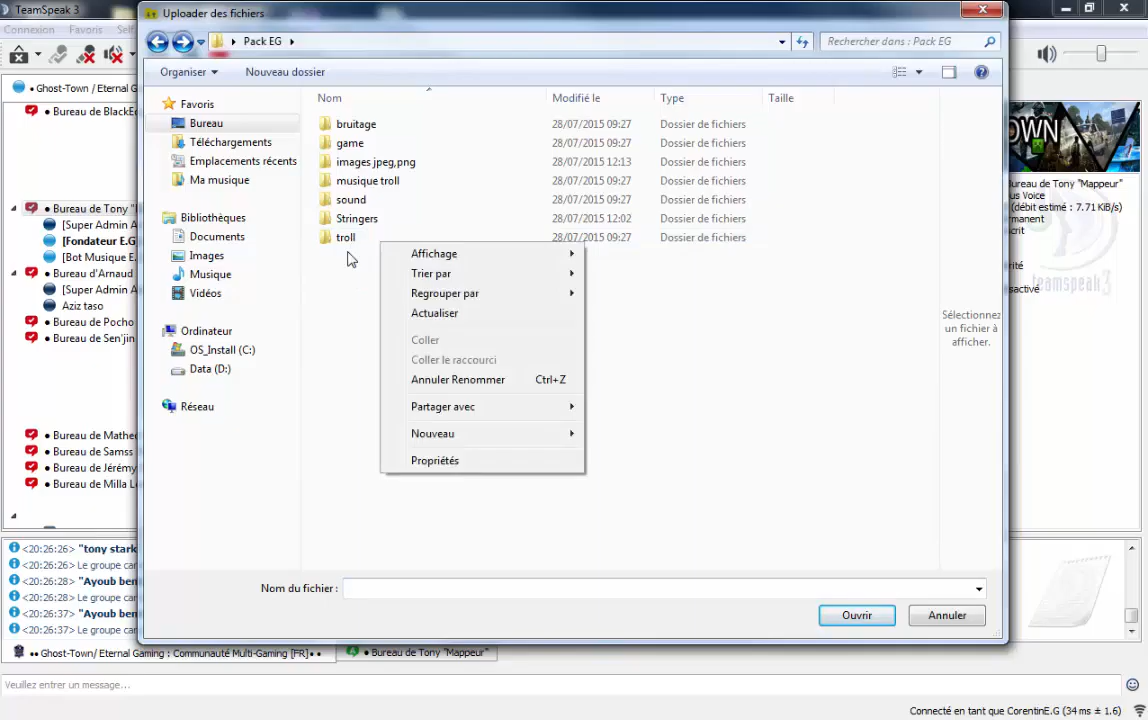 TeamSpeak 3
Connexion Favoris Self
Uploader des fichiers
Pack EG
Rechercher dans : Pack EG
Organiser
Nouveau dossier
Nom
Modifié le
Type
Taille
Favoris
Bureau
Téléchargements
Emplacements récents
Ma musique
Bibliothèques
Documents
Images
Musique
Vidéos
Ordinateur
OS_Install (C:)
Data (D:)
Réseau
bruitage 28/07/2015 09:27 Dossier de fichiers
game 28/07/2015 09:27 Dossier de fichiers
images jpeg,png 28/07/2015 12:13 Dossier de fichiers
musique troll 28/07/2015 09:27 Dossier de fichiers
sound 28/07/2015 09:27 Dossier de fichiers
Stringers 28/07/2015 12:02 Dossier de fichiers
troll 28/07/2015 09:27 Dossier de fichiers
Affichage
Trier par
Regrouper par
Actualiser
Coller
Coller le raccourci
Annuler Renommer Ctrl+Z
Partager avec
Nouveau
Propriétés
Sélectionnez
un fichier à
afficher.
Nom du fichier :
Ouvrir
Annuler
• Ghost-Town / Eternal G
• Bureau de BlackE
• Bureau de Tony "
[Super Admin A
[Fondateur E.G
[Bot Musique E
• Bureau d'Arnaud
[Super Admin A
Aziz taso
• Bureau de Pocho
• Bureau de Sen'jin
• Bureau de Mathe
• Bureau de Samss
• Bureau de Jérémy
• Bureau de Milla L
OWN
ureau de Tony "Mappeur"
us Voice
(débit estimé : 7.71 KiB/s)
rmanent
scrit
rité
sactivé
teamspeak3
<20:26:26> "tony stark
<20:26:26> Le groupe ca
<20:26:28> "Ayoub ben
<20:26:28> Le groupe ca
<20:26:37> "Ayoub ben
<20:26:37> Le groupe ca
•• Ghost-Town/ Eternal Gaming : Communauté Multi-Gaming [FR] ••
• Bureau de Tony "Mappeur"
Veuillez entrer un message...
Connecté en tant que CorentinE.G (34 ms ± 1.6)